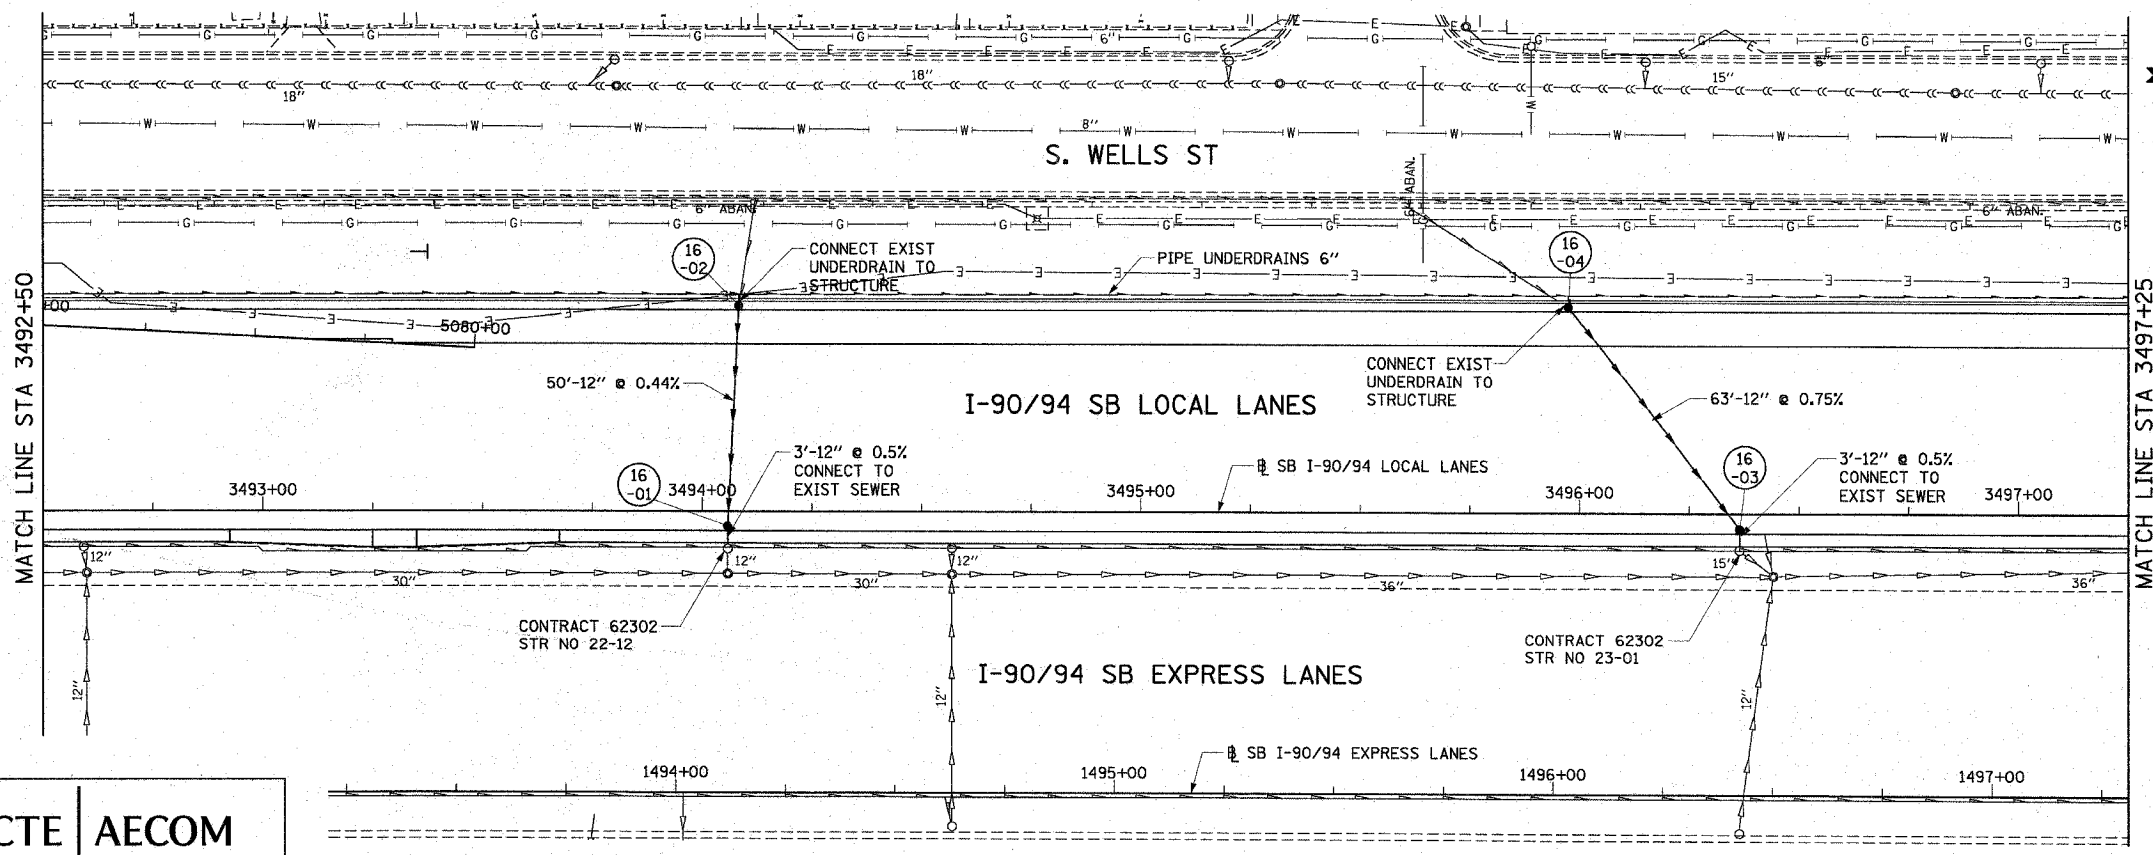 6"
18"
18"
15"
8"
S. WELLS ST
6" ABAN.
6" ABAN.
6" ABAN.
16
-02
CONNECT EXIST
UNDERDRAIN TO
STRUCTURE
PIPE UNDERDRAINS 6"
16
-04
MATCH LINE STA 3492+50
MATCH LINE STA 3497+25
+00
5080+00
50'-12" @ 0.44%
I-90/94 SB LOCAL LANES
CONNECT EXIST
UNDERDRAIN TO
STRUCTURE
63'-12" @ 0.75%
16
-01
3'-12" @ 0.5%
CONNECT TO
EXIST SEWER
℄ SB I-90/94 LOCAL LANES
16
-03
3'-12" @ 0.5%
CONNECT TO
EXIST SEWER
3493+00
3494+00
3495+00
3496+00
3497+00
12"
12"
12"
15"
30"
30"
36"
36"
CONTRACT 62302
STR NO 22-12
CONTRACT 62302
STR NO 23-01
12"
12"
12"
I-90/94 SB EXPRESS LANES
℄ SB I-90/94 EXPRESS LANES
1494+00
1495+00
1496+00
1497+00
CTE AECOM